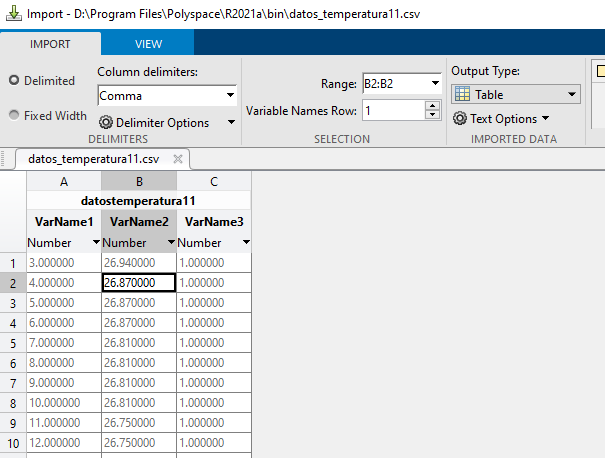 Import - D:\Program Files\Polyspace\R2021a\bin\datos_temperatura11.csv
IMPORT VIEW
Delimited
Fixed Width
Column delimiters:
Comma
Delimiter Options
DELIMITERS
Range: B2:B2
Variable Names Row: 1
SELECTION
Output Type:
Table
Text Options
IMPORTED DATA
datos_temperatura11.csv
A B C
datostemperatura11
VarName1 VarName2 VarName3
Number Number Number
1 3.000000 26.940000 1.000000
2 4.000000 26.870000 1.000000
3 5.000000 26.870000 1.000000
4 6.000000 26.870000 1.000000
5 7.000000 26.810000 1.000000
6 8.000000 26.810000 1.000000
7 9.000000 26.810000 1.000000
8 10.000000 26.810000 1.000000
9 11.000000 26.750000 1.000000
10 12.000000 26.750000 1.000000